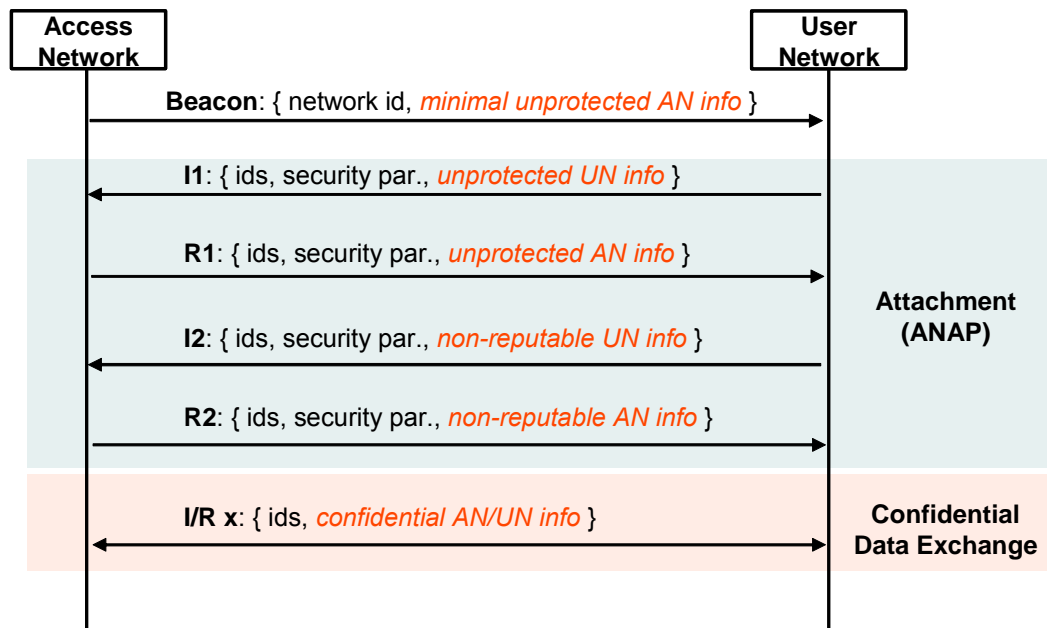 Access
Network
User
Network
Beacon: { network id, minimal unprotected AN info }
I1: { ids, security par., unprotected UN info }
R1: { ids, security par., unprotected AN info }
Attachment
(ANAP)
I2: { ids, security par., non-reputable UN info }
R2: { ids, security par., non-reputable AN info }
I/R x: { ids, confidential AN/UN info }
Confidential
Data Exchange